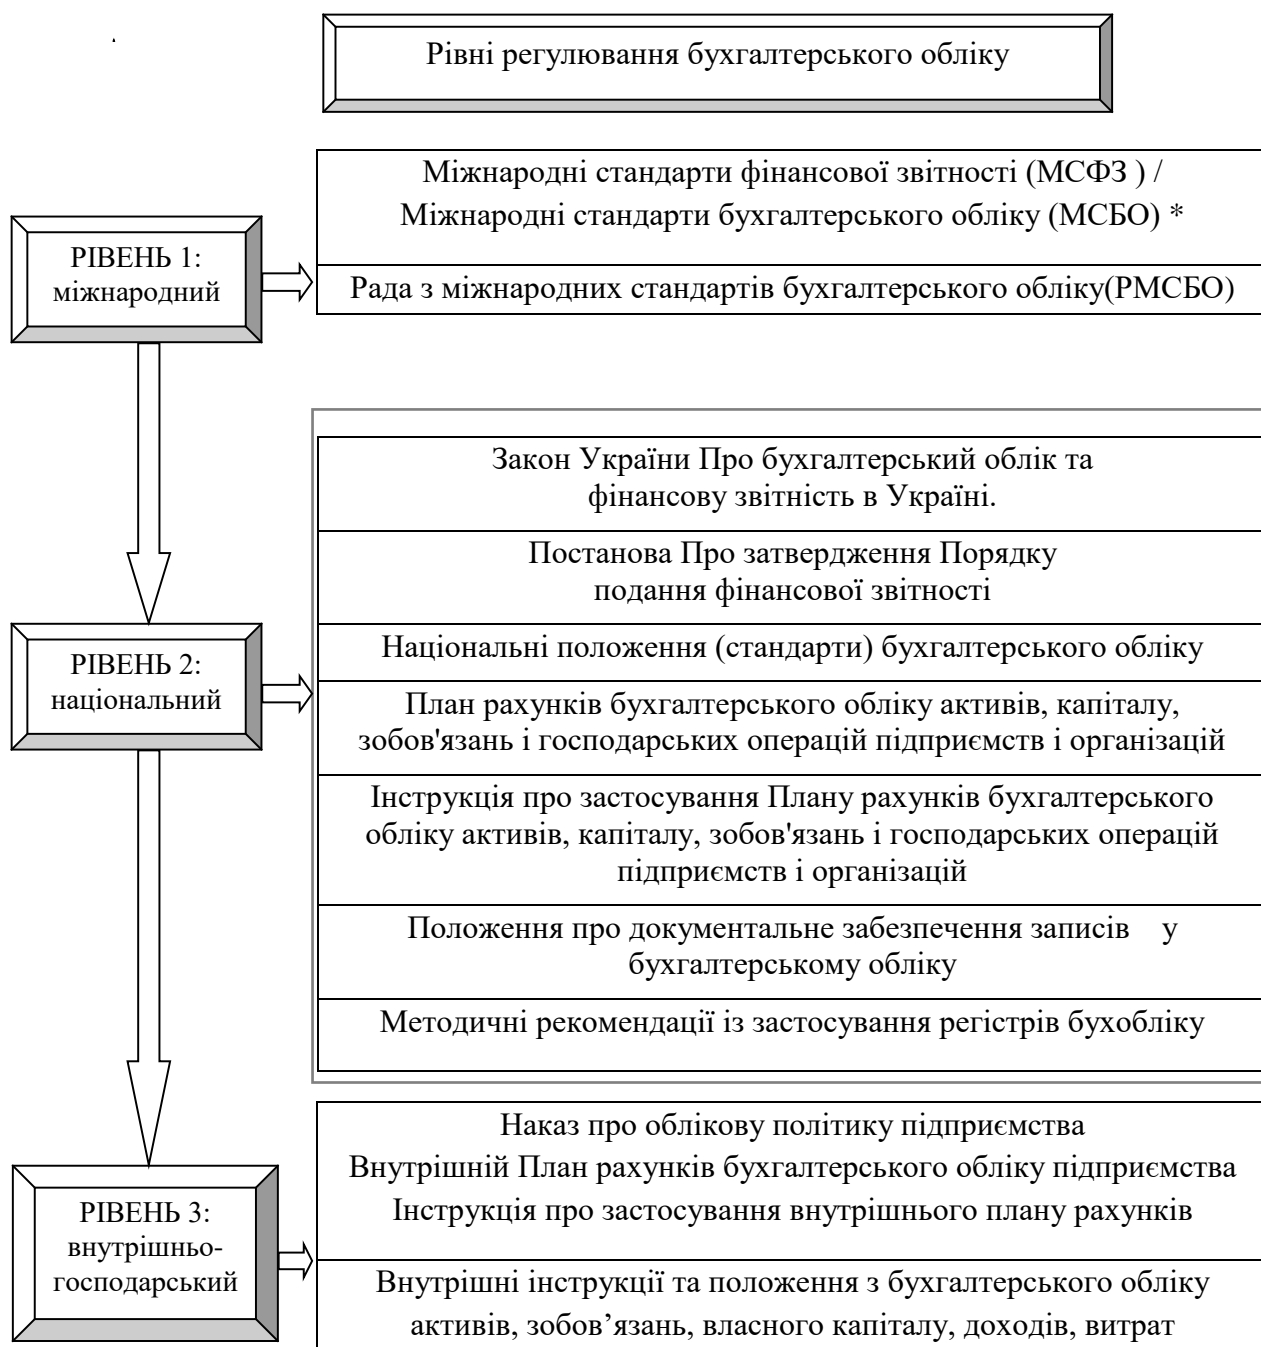 Рівні регулювання бухгалтерського обліку
Міжнародні стандарти фінансової звітності (МСФЗ ) /
Міжнародні стандарти бухгалтерського обліку (МСБО) *
РІВЕНЬ 1:
міжнародний
Рада з міжнародних стандартів бухгалтерського обліку(РМСБО)
Закон України Про бухгалтерський облік та
фінансову звітність в Україні.
Постанова Про затвердження Порядку
подання фінансової звітності
РІВЕНЬ 2:
національний
Національні положення (стандарти) бухгалтерського обліку
План рахунків бухгалтерського обліку активів, капіталу,
зобов'язань і господарських операцій підприємств і організацій
Інструкція про застосування Плану рахунків бухгалтерського
обліку активів, капіталу, зобов'язань і господарських операцій
підприємств і організацій
Положення про документальне забезпечення записів у
бухгалтерському обліку
Методичні рекомендації із застосування регістрів бухобліку
РІВЕНЬ 3:
внутрішньо-
господарський
Наказ про облікову політику підприємства
Внутрішній План рахунків бухгалтерського обліку підприємства
Інструкція про застосування внутрішнього плану рахунків
Внутрішні інструкції та положення з бухгалтерського обліку
активів, зобов’язань, власного капіталу, доходів, витрат